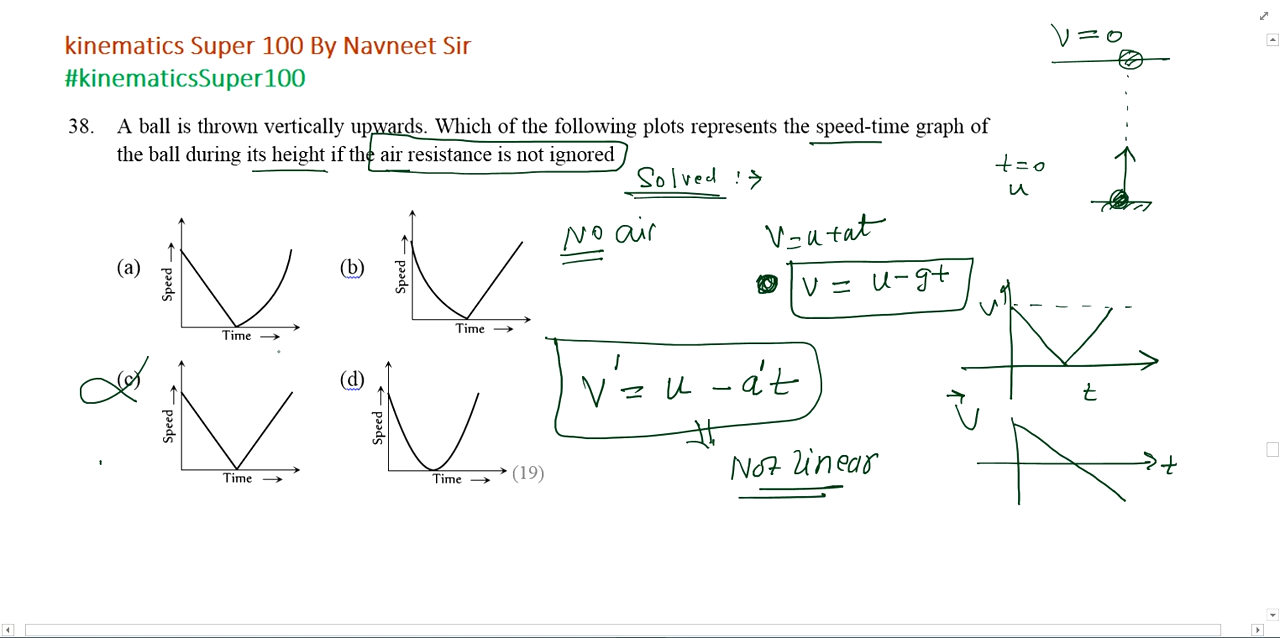 kinematics Super 100 By Navneet Sir
#kinematicsSuper100
V=0
38. A ball is thrown vertically upwards. Which of the following plots represents the speed-time graph of
the ball during its height if the air resistance is not ignored
Solved :→
t=0
u
(a)
Speed →
Time →
(b)
Speed →
Time →
NO air
V=u+at
V = u-gt
(c)
Speed →
Time →
(d)
Speed →
Time →
(19)
V' = u - a't
⇓
Not linear
t
V
t